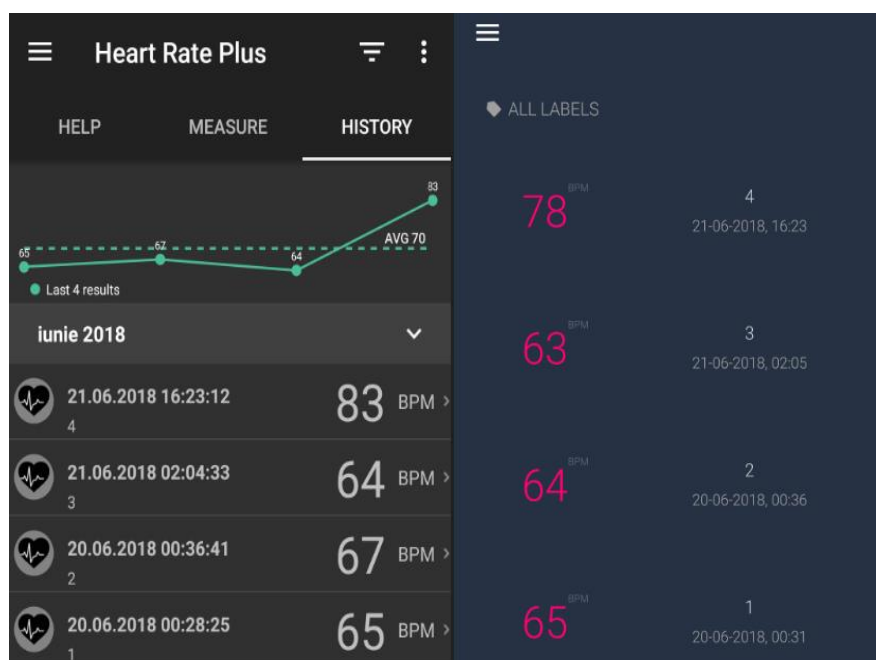 Heart Rate Plus
HELP MEASURE HISTORY
83
AVG 70
65 67 64
Last 4 results
iunie 2018
21.06.2018 16:23:12
4
83 BPM
21.06.2018 02:04:33
3
64 BPM
20.06.2018 00:36:41
2
67 BPM
20.06.2018 00:28:25
1
65 BPM
ALL LABELS
78 BPM
4
21-06-2018, 16:23
63 BPM
3
21-06-2018, 02:05
64 BPM
2
20-06-2018, 00:36
65 BPM
1
20-06-2018, 00:31